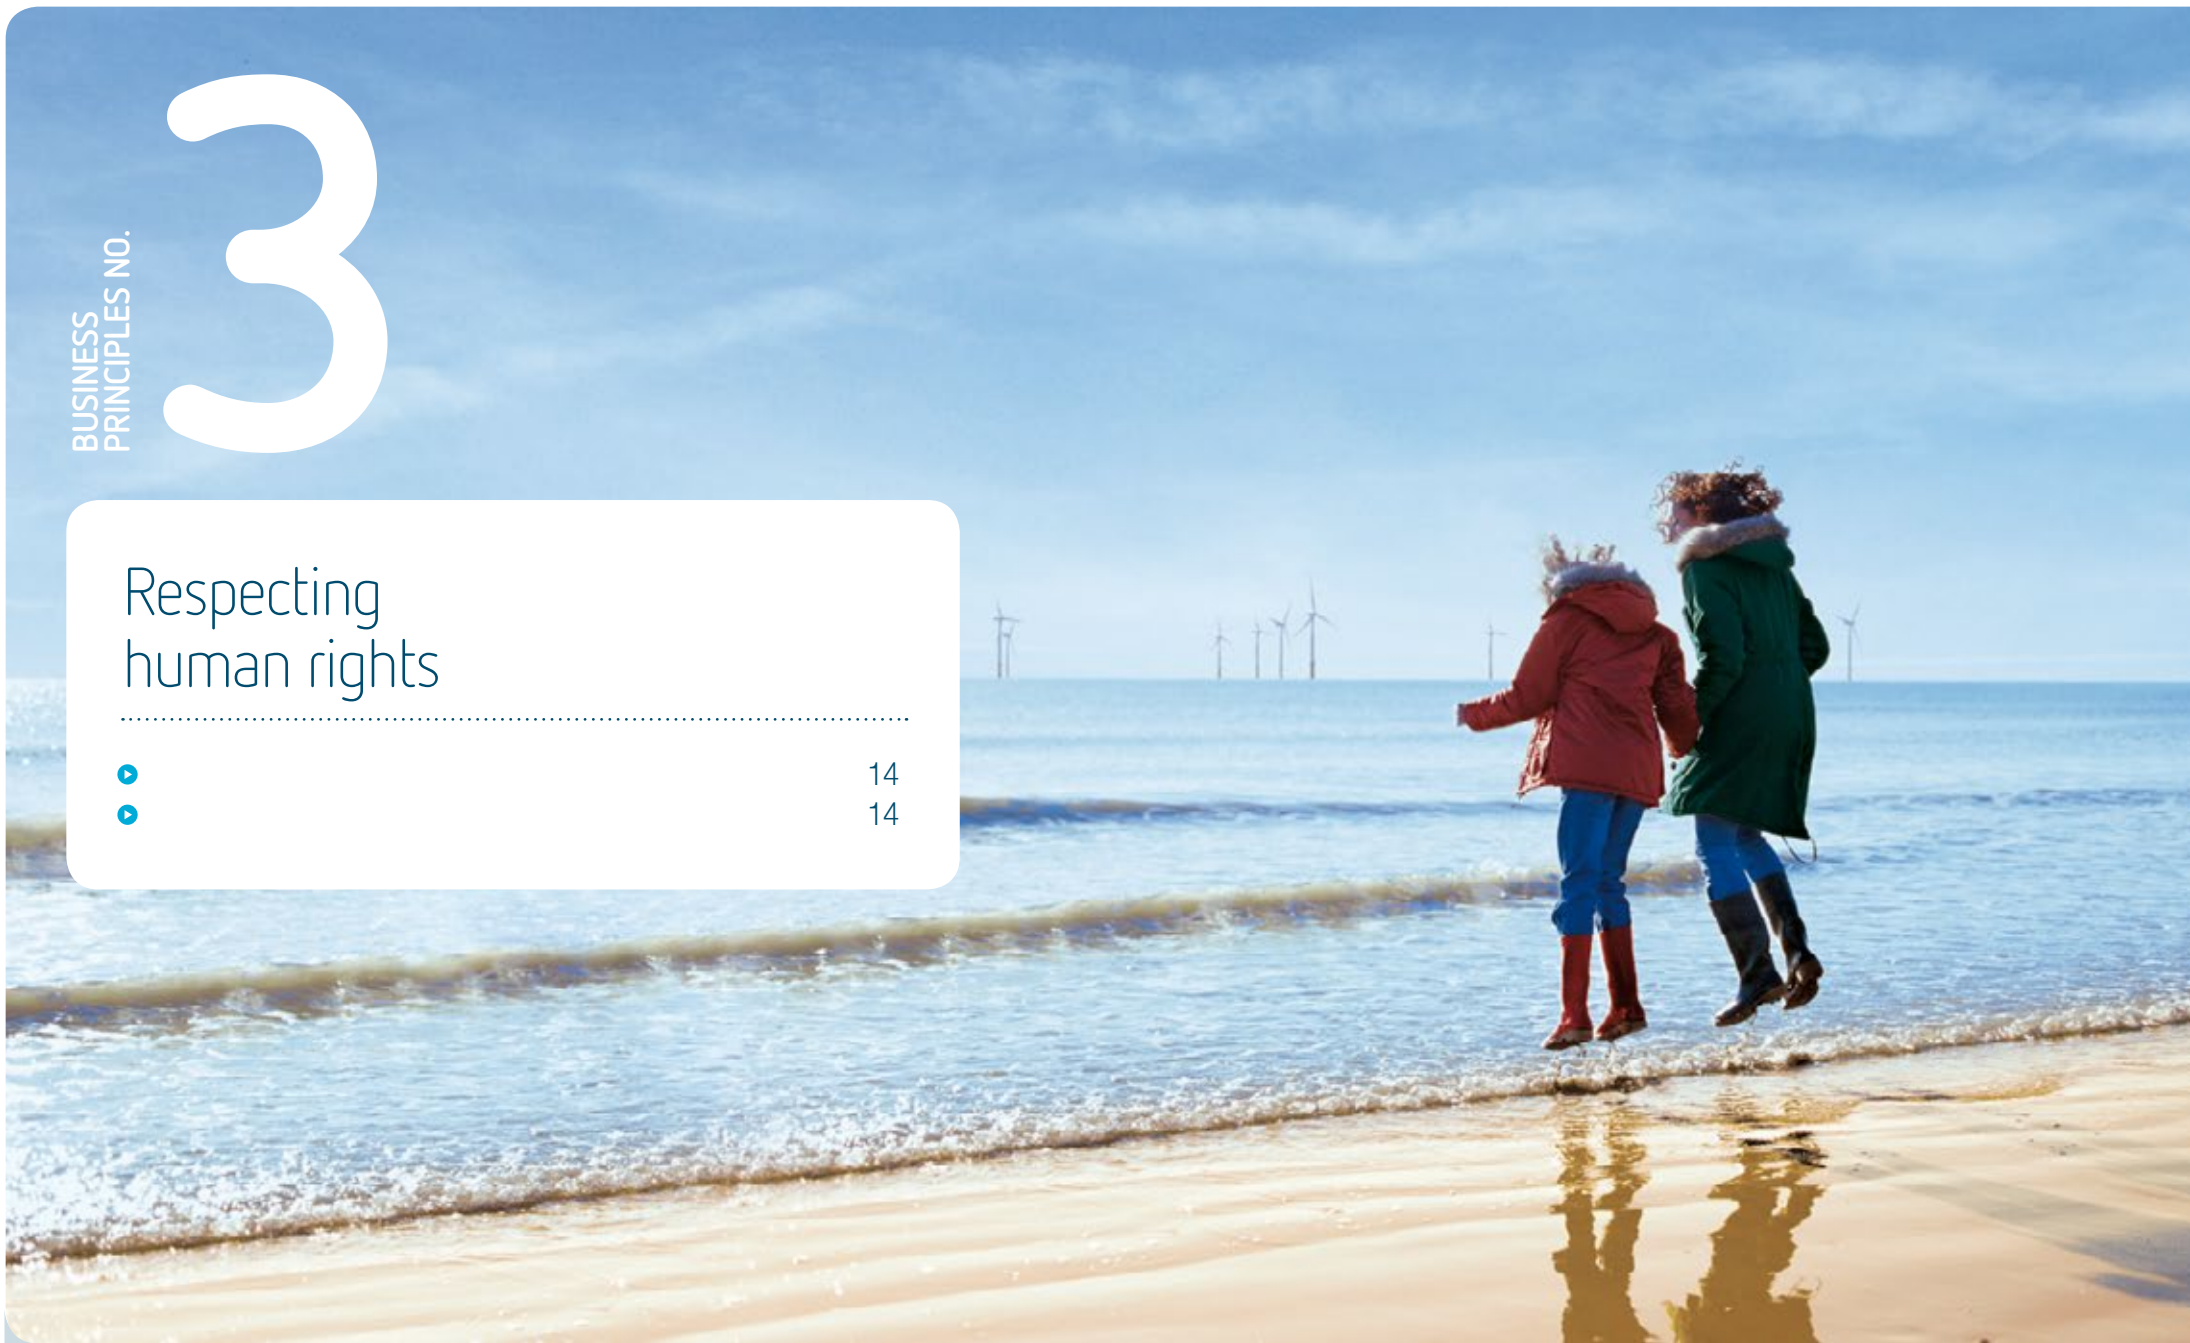 BUSINESS
PRINCIPLES NO.
3
Respecting
human rights
14
14